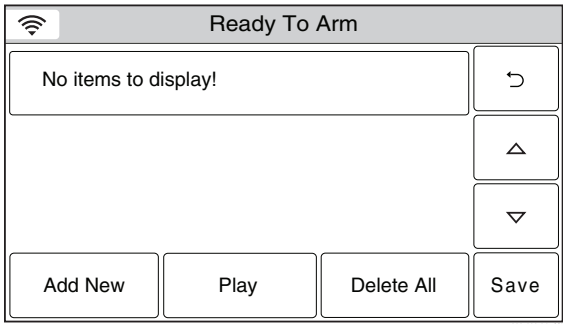 Ready To Arm
No items to display!
Add New
Play
Delete All
Save